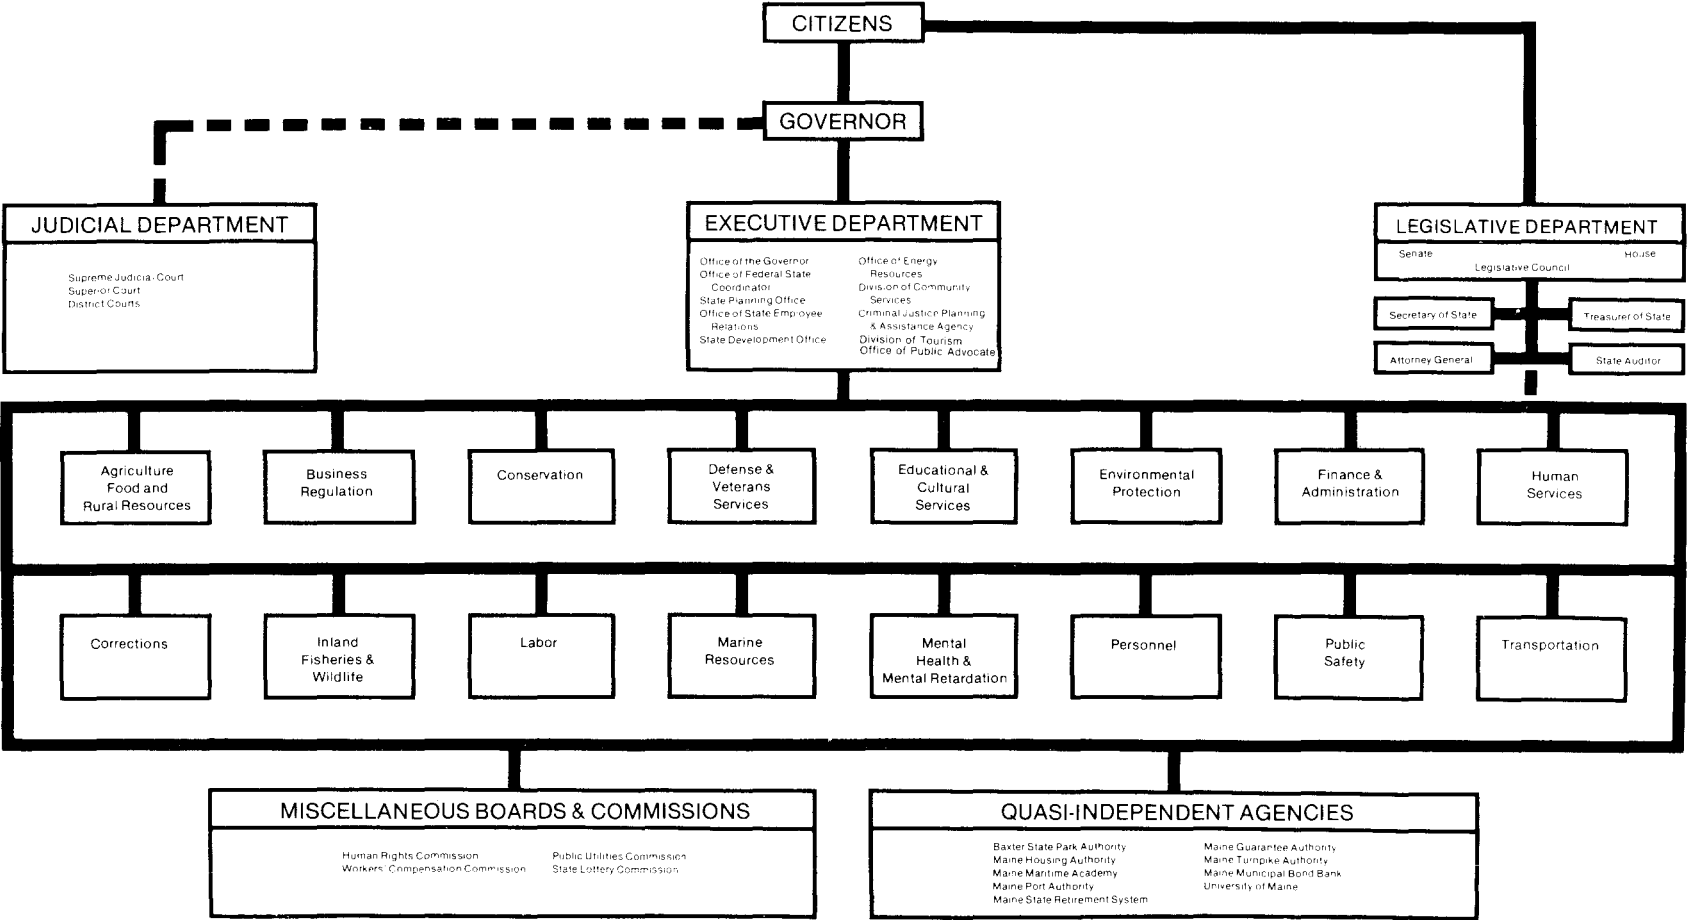 CITIZENS
GOVERNOR
JUDICIAL DEPARTMENT
Supreme Judicial Court
Superior Court
District Courts
EXECUTIVE DEPARTMENT
Office of the Governor
Office of Federal State
Coordinator
State Planning Office
Office of State Employee
Relations
State Development Office
Office of Energy
Resources
Division of Community
Services
Criminal Justice Planning
& Assistance Agency
Division of Tourism
Office of Public Advocate
LEGISLATIVE DEPARTMENT
Senate
House
Legislative Council
Secretary of State
Treasurer of State
Attorney General
State Auditor
Agriculture
Food and
Rural Resources
Business
Regulation
Conservation
Defense &
Veterans
Services
Educational &
Cultural
Services
Environmental
Protection
Finance &
Administration
Human
Services
Corrections
Inland
Fisheries &
Wildlife
Labor
Marine
Resources
Mental
Health &
Mental Retardation
Personnel
Public
Safety
Transportation
MISCELLANEOUS BOARDS & COMMISSIONS
Human Rights Commission
Workers' Compensation Commission
Public Utilities Commission
State Lottery Commission
QUASI-INDEPENDENT AGENCIES
Baxter State Park Authority
Maine Housing Authority
Maine Maritime Academy
Maine Port Authority
Maine State Retirement System
Maine Guarantee Authority
Maine Turnpike Authority
Maine Municipal Bond Bank
University of Maine